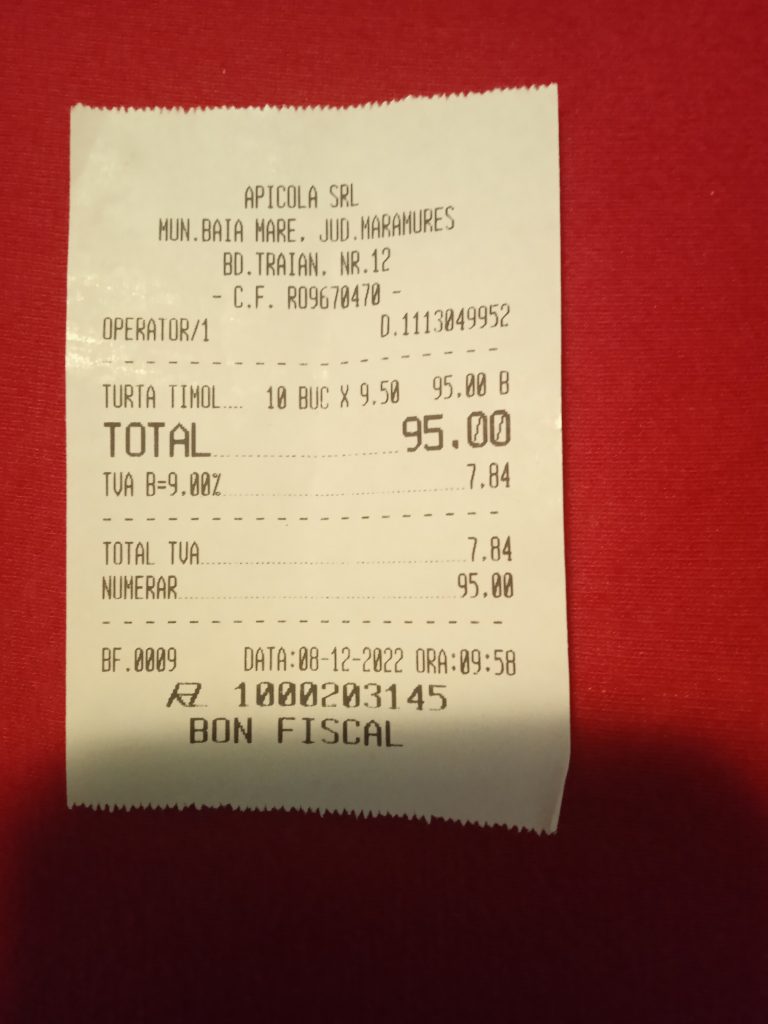 APICOLA SRL
MUN.BAIA MARE, JUD.MARAMURES
BD.TRAIAN, NR.12
- C.F. RO9670470 -
OPERATOR/1 D.1113049952
TURTA TIMOL.... 10 BUC X 9.50 95.00 B
TOTAL 95.00
TVA B=9.00% 7.84
TOTAL TVA 7.84
NUMERAR 95.00
BF.0009 DATA:08-12-2022 ORA:09:58
1000203145
BON FISCAL